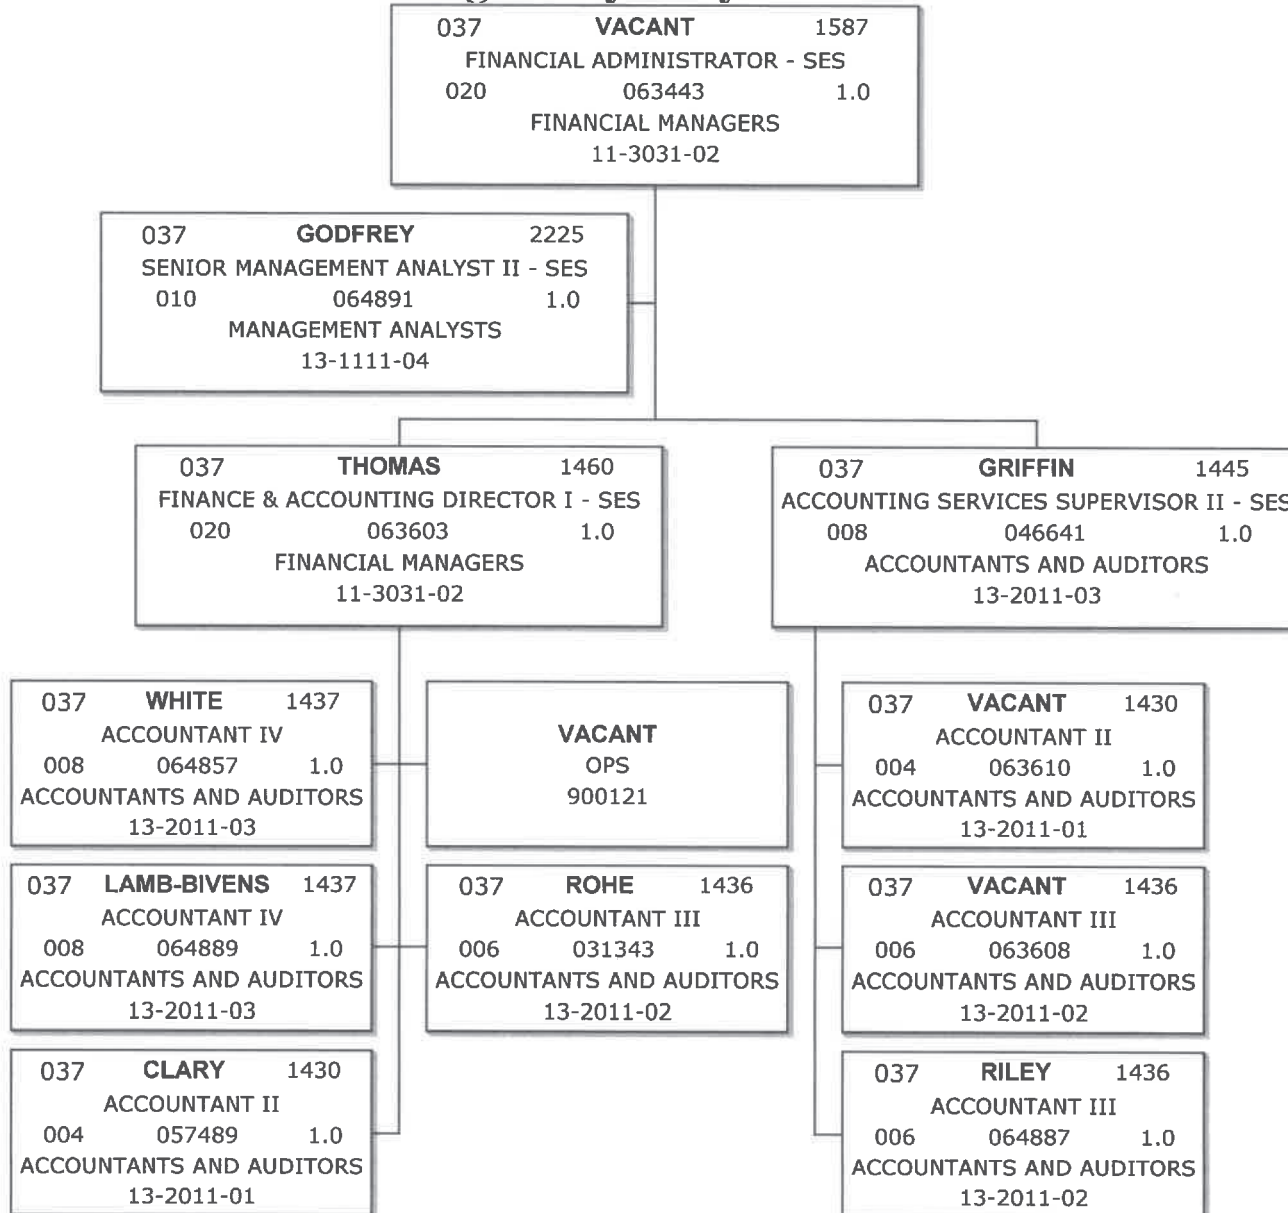 037 VACANT 1587
FINANCIAL ADMINISTRATOR - SES
020 063443 1.0
FINANCIAL MANAGERS
11-3031-02
037 GODFREY 2225
SENIOR MANAGEMENT ANALYST II - SES
010 064891 1.0
MANAGEMENT ANALYSTS
13-1111-04
037 THOMAS 1460
FINANCE & ACCOUNTING DIRECTOR I - SES
020 063603 1.0
FINANCIAL MANAGERS
11-3031-02
037 GRIFFIN 1445
ACCOUNTING SERVICES SUPERVISOR II - SES
008 046641 1.0
ACCOUNTANTS AND AUDITORS
13-2011-03
037 WHITE 1437
ACCOUNTANT IV
008 064857 1.0
ACCOUNTANTS AND AUDITORS
13-2011-03
VACANT
OPS
900121
037 VACANT 1430
ACCOUNTANT II
004 063610 1.0
ACCOUNTANTS AND AUDITORS
13-2011-01
037 LAMB-BIVENS 1437
ACCOUNTANT IV
008 064889 1.0
ACCOUNTANTS AND AUDITORS
13-2011-03
037 ROHE 1436
ACCOUNTANT III
006 031343 1.0
ACCOUNTANTS AND AUDITORS
13-2011-02
037 VACANT 1436
ACCOUNTANT III
006 063608 1.0
ACCOUNTANTS AND AUDITORS
13-2011-02
037 CLARY 1430
ACCOUNTANT II
004 057489 1.0
ACCOUNTANTS AND AUDITORS
13-2011-01
037 RILEY 1436
ACCOUNTANT III
006 064887 1.0
ACCOUNTANTS AND AUDITORS
13-2011-02